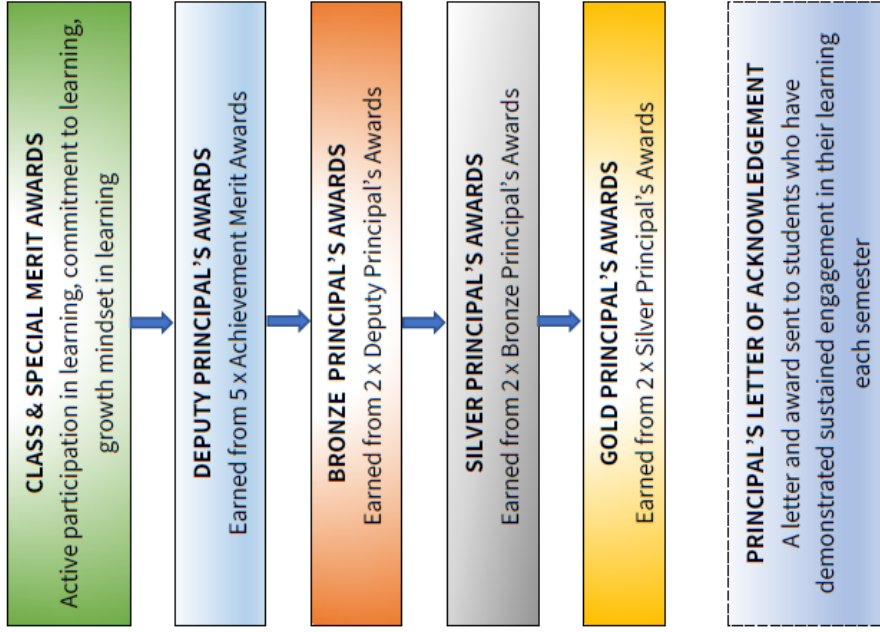 CLASS & SPECIAL MERIT AWARDS
Active participation in learning, commitment to learning,
growth mindset in learning
DEPUTY PRINCIPAL'S AWARDS
Earned from 5 x Achievement Merit Awards
BRONZE PRINCIPAL'S AWARDS
Earned from 2 x Deputy Principal's Awards
SILVER PRINCIPAL'S AWARDS
Earned from 2 x Bronze Principal's Awards
GOLD PRINCIPAL'S AWARDS
Earned from 2 x Silver Principal's Awards
PRINCIPAL'S LETTER OF ACKNOWLEDGEMENT
A letter and award sent to students who have
demonstrated sustained engagement in their learning
each semester